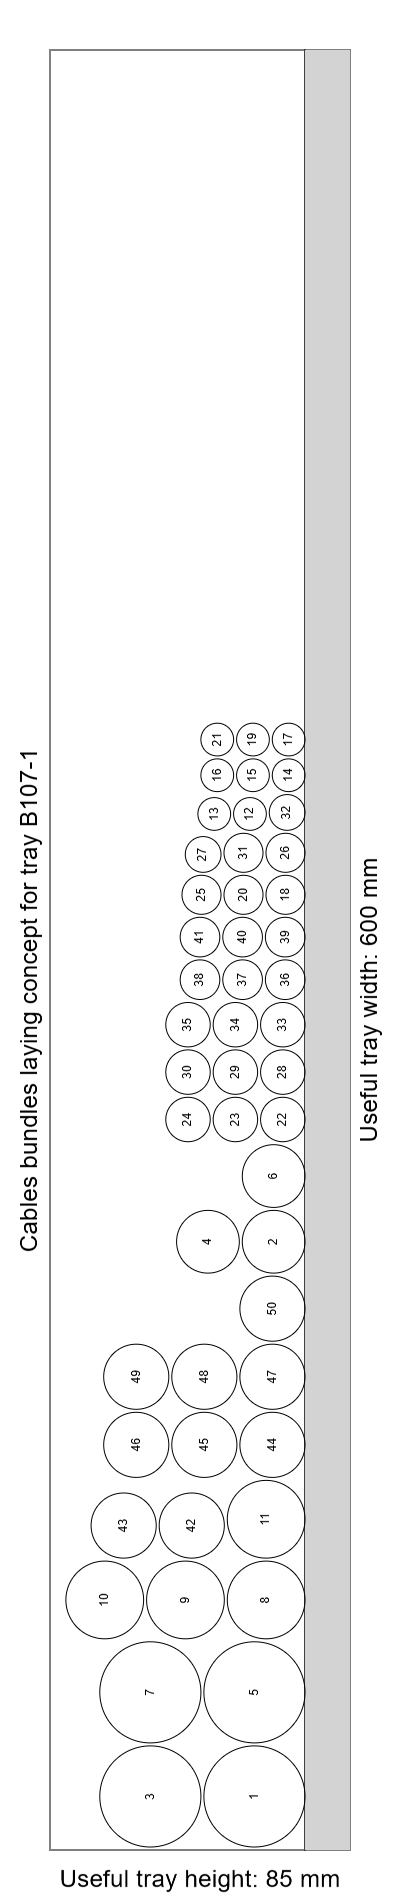 Cables bundles laying concept for tray B107-1
21 19 17
16 15 14
13 12 32
27 31 26
25 20 18
41 40 39
38 37 36
35 34 33
30 29 28
24 23 22
6
4 2
50
49 48 47
46 45 44
43 42 11
10 9 8
7 5
3 1
Useful tray width: 600 mm
Useful tray height: 85 mm